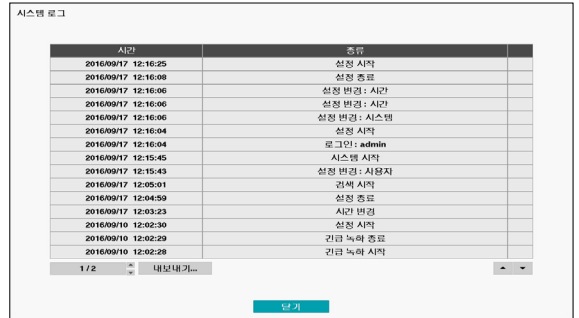 시스템 로그
시간 종류
2016/09/17 12:16:25 설정 시작
2016/09/17 12:16:08 설정 종료
2016/09/17 12:16:06 설정 변경 : 시간
2016/09/17 12:16:06 설정 변경 : 시간
2016/09/17 12:16:06 설정 변경 : 시스템
2016/09/17 12:16:04 설정 시작
2016/09/17 12:16:04 로그인 : admin
2016/09/17 12:15:45 시스템 시작
2016/09/17 12:15:43 설정 변경 : 사용자
2016/09/17 12:05:01 검색 시작
2016/09/17 12:04:59 설정 종료
2016/09/17 12:03:23 시간 변경
2016/09/10 12:02:30 설정 시작
2016/09/10 12:02:29 긴급 녹화 종료
2016/09/10 12:02:28 긴급 녹화 시작
1 / 2 내보내기...
닫기